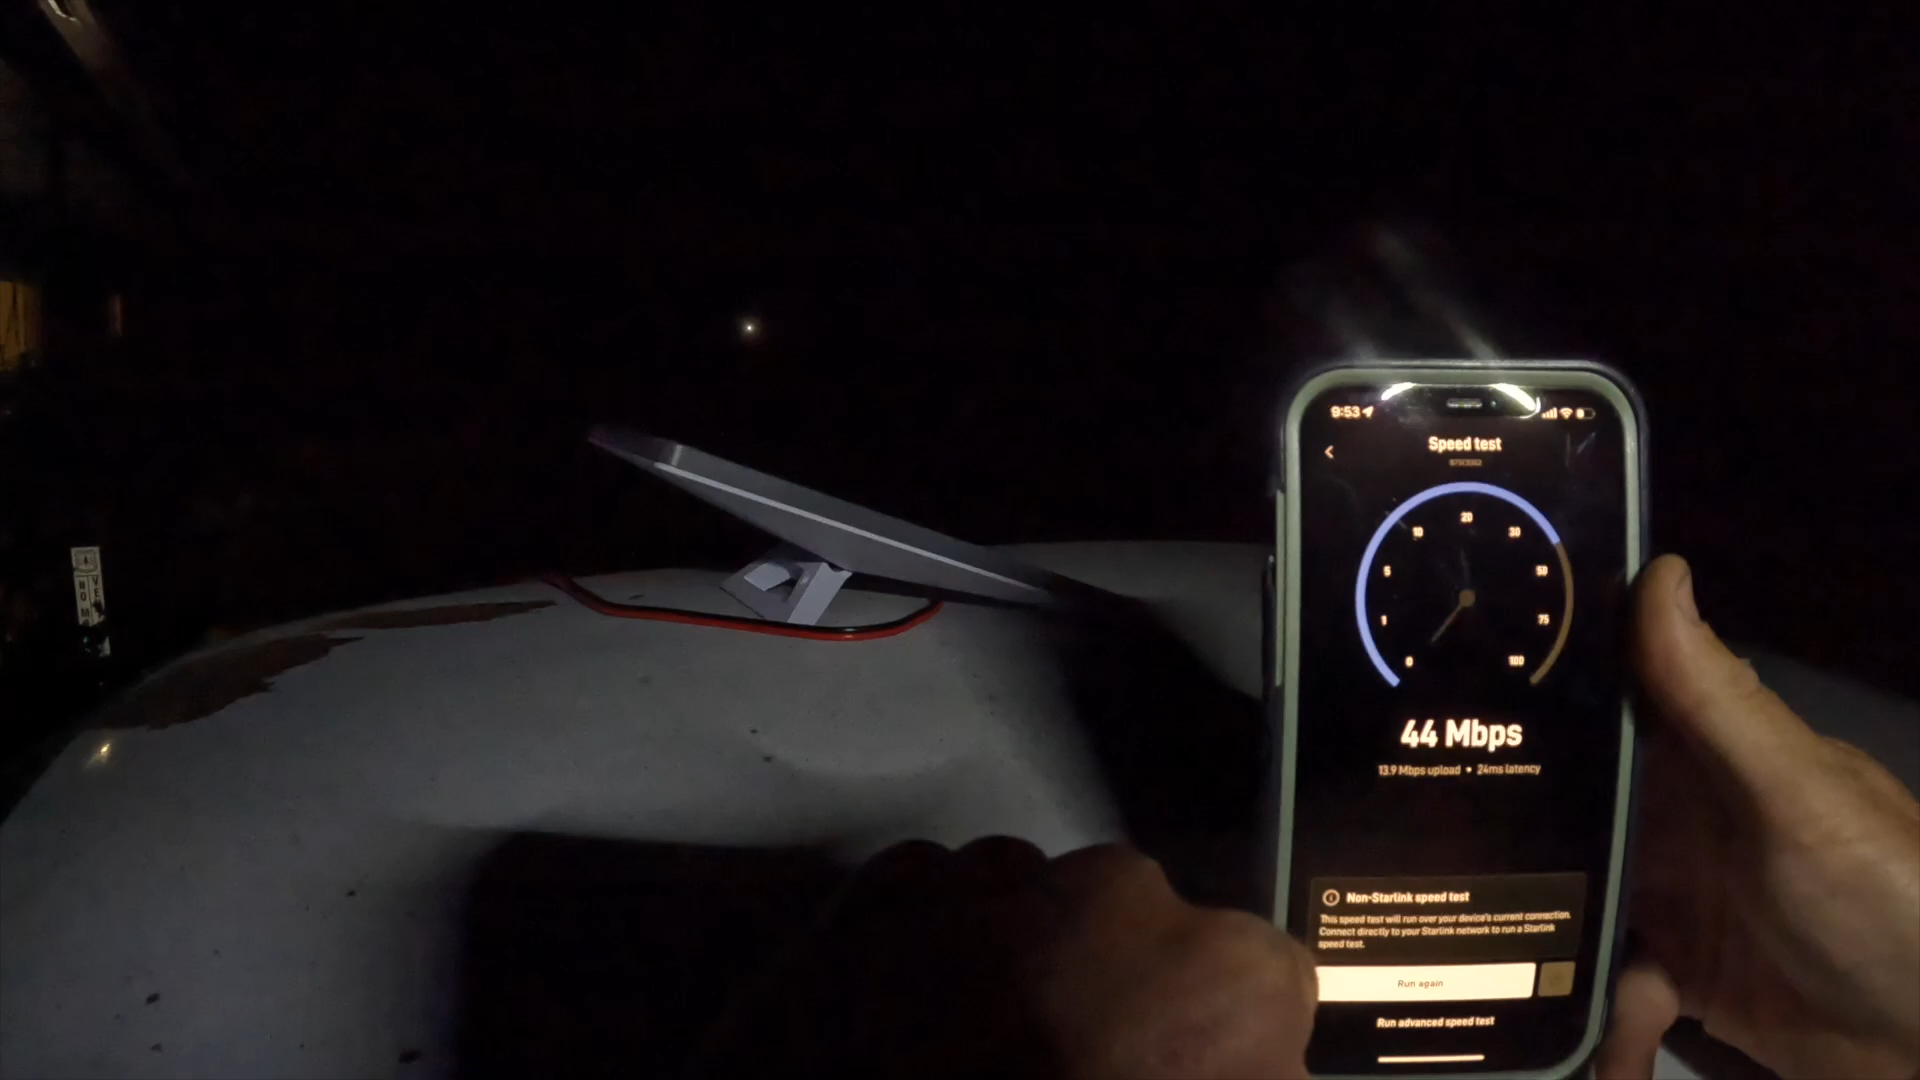 9:53
Speed test
20
10
30
5
50
1
75
0
100
44 Mbps
13.9 Mbps upload • 24ms latency
Non-Starlink speed test
This speed test will run over your device's current connection.
Connect directly to your Starlink network to run a Starlink
speed test.
Run again
Run advanced speed test